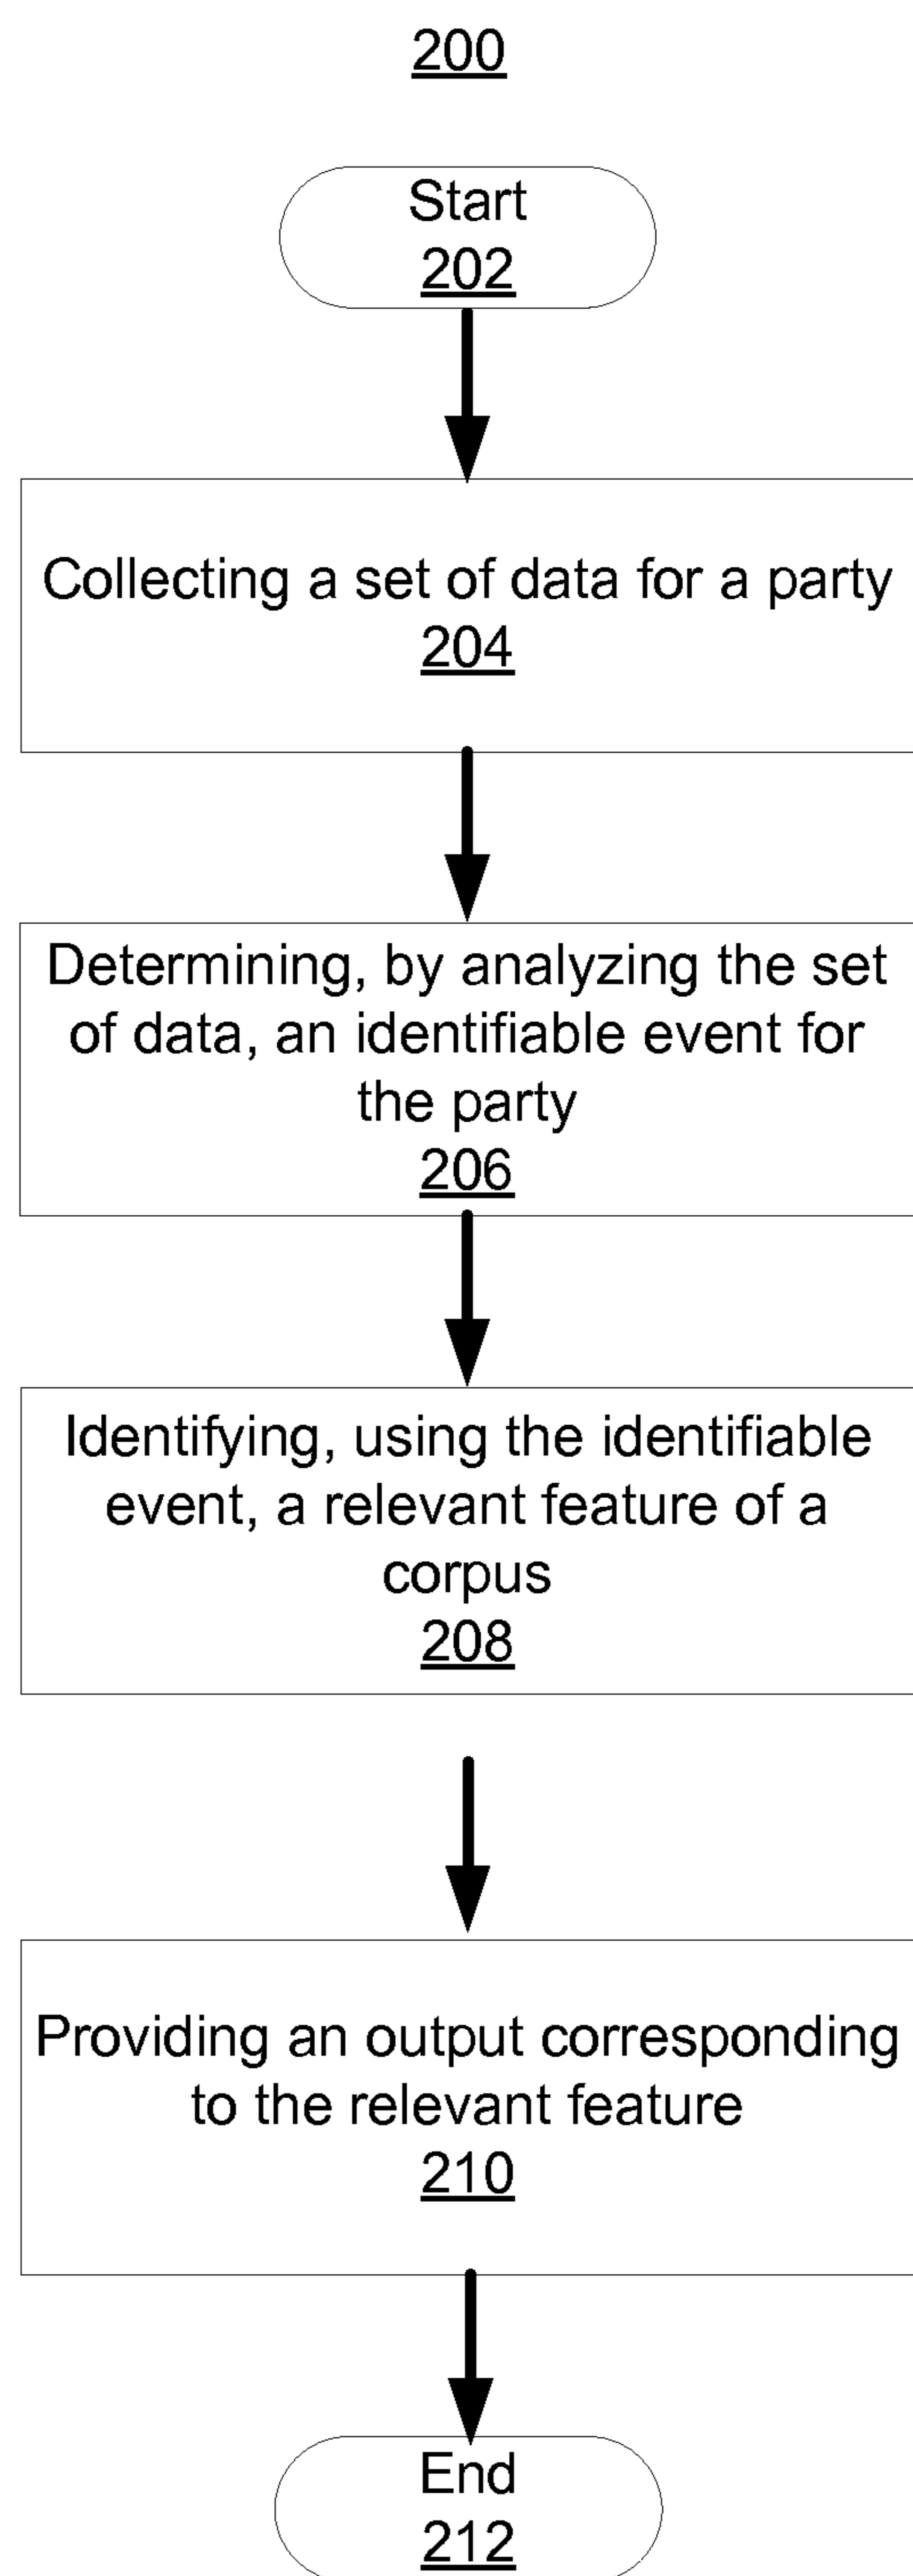 200
Start
202
Collecting a set of data for a party
204
Determining, by analyzing the set
of data, an identifiable event for
the party
206
Identifying, using the identifiable
event, a relevant feature of a
corpus
208
Providing an output corresponding
to the relevant feature
210
End
212